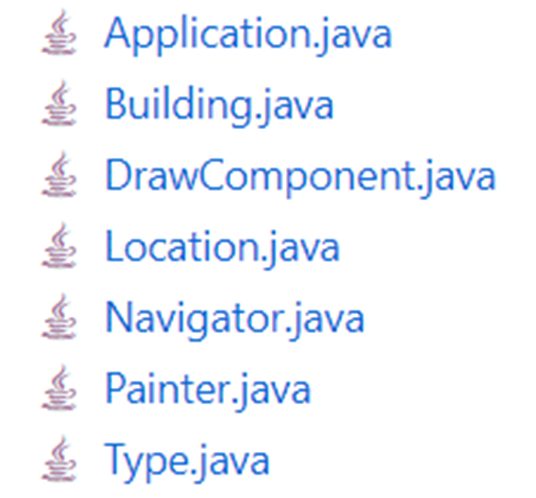 Application.java
Building.java
DrawComponent.java
Location.java
Navigator.java
Painter.java
Type.java